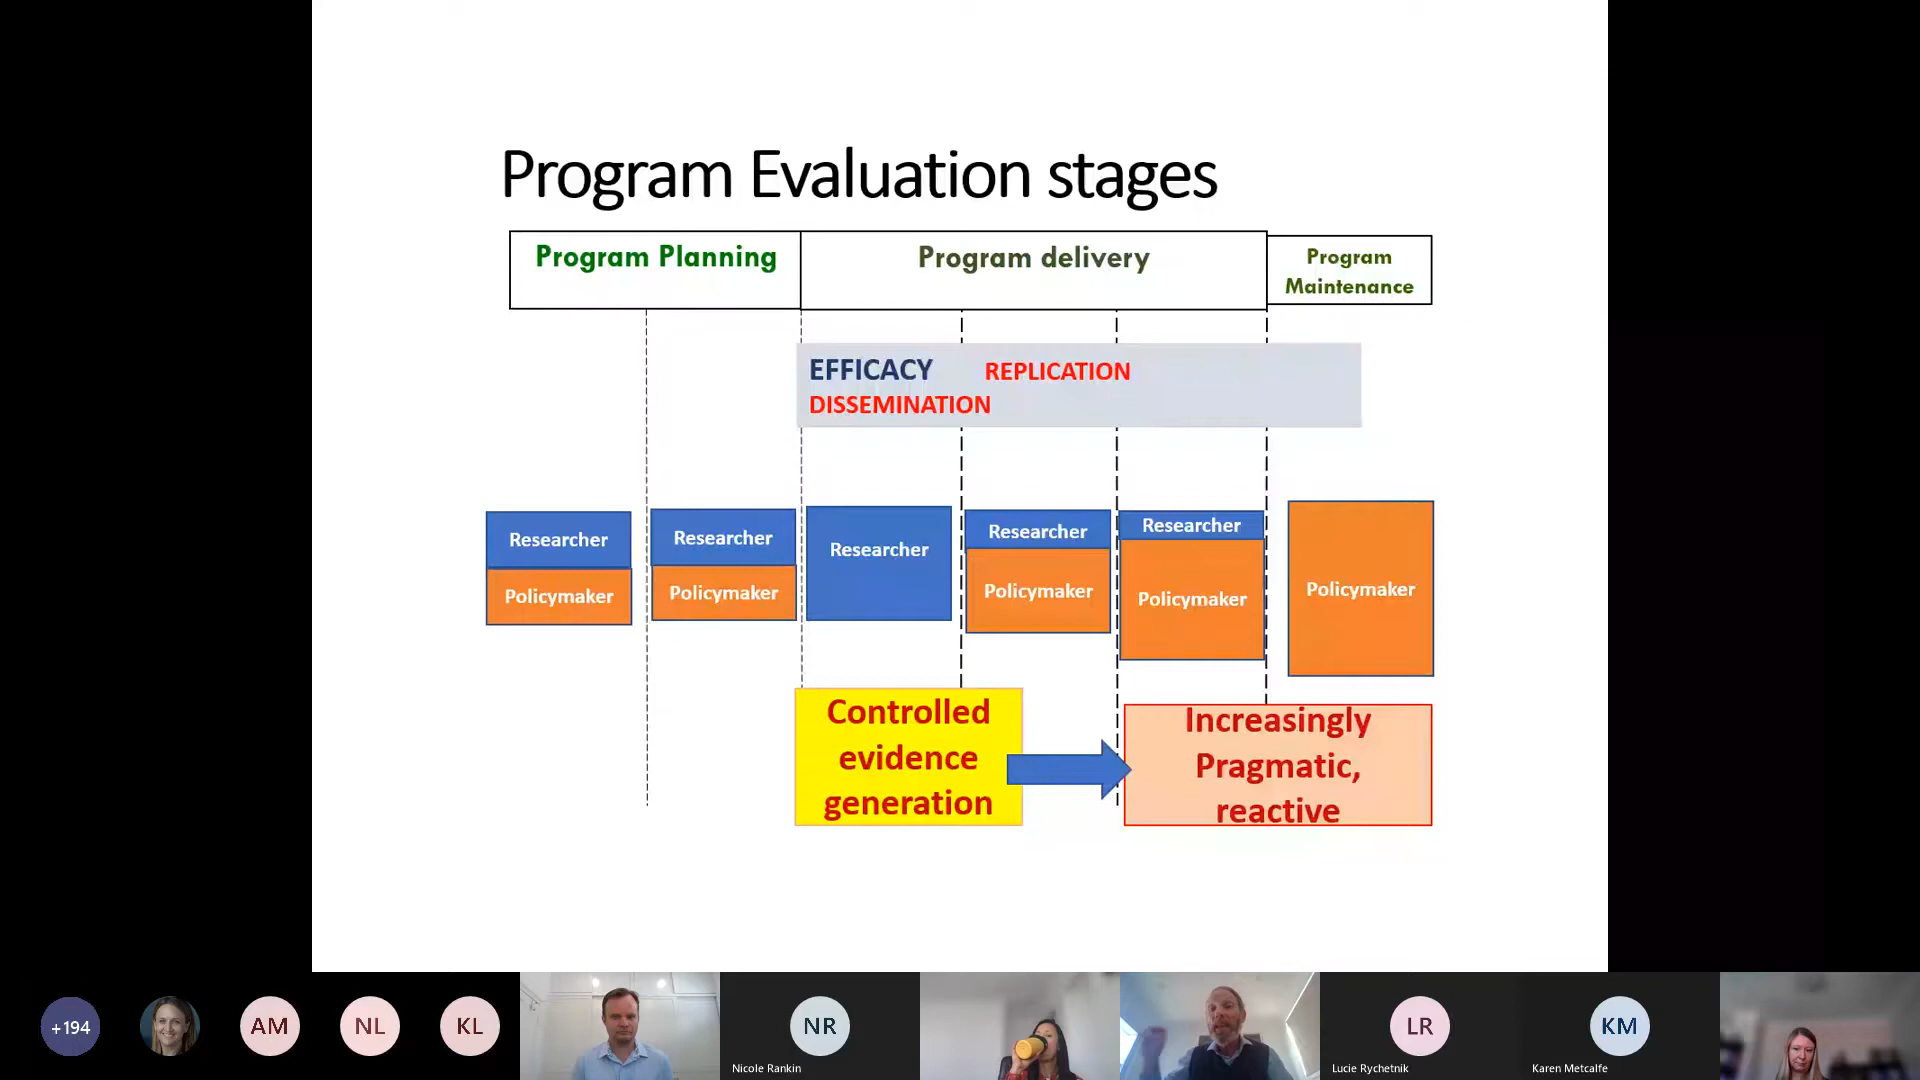 Program Evaluation stages
Program Planning
Program delivery
Program
Maintenance
EFFICACY REPLICATION
DISSEMINATION
Researcher
Policymaker
Researcher
Policymaker
Researcher
Researcher
Policymaker
Researcher
Policymaker
Policymaker
Controlled
evidence
generation
Increasingly
Pragmatic,
reactive
+194
AM
NL
KL
NR
Nicole Rankin
LR
Lucie Rychetnik
KM
Karen Metcalfe